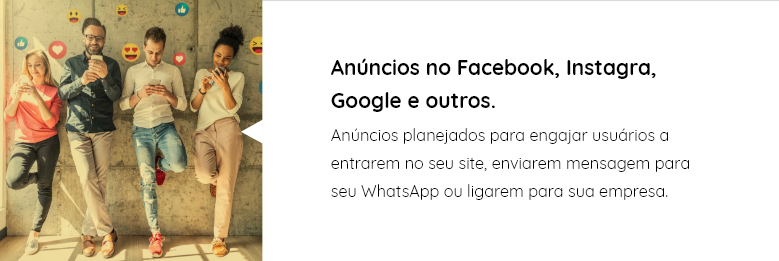 Anúncios no Facebook, Instagra,
Google e outros.
Anúncios planejados para engajar usuários a
entrarem no seu site, enviarem mensagem para
seu WhatsApp ou ligarem para sua empresa.